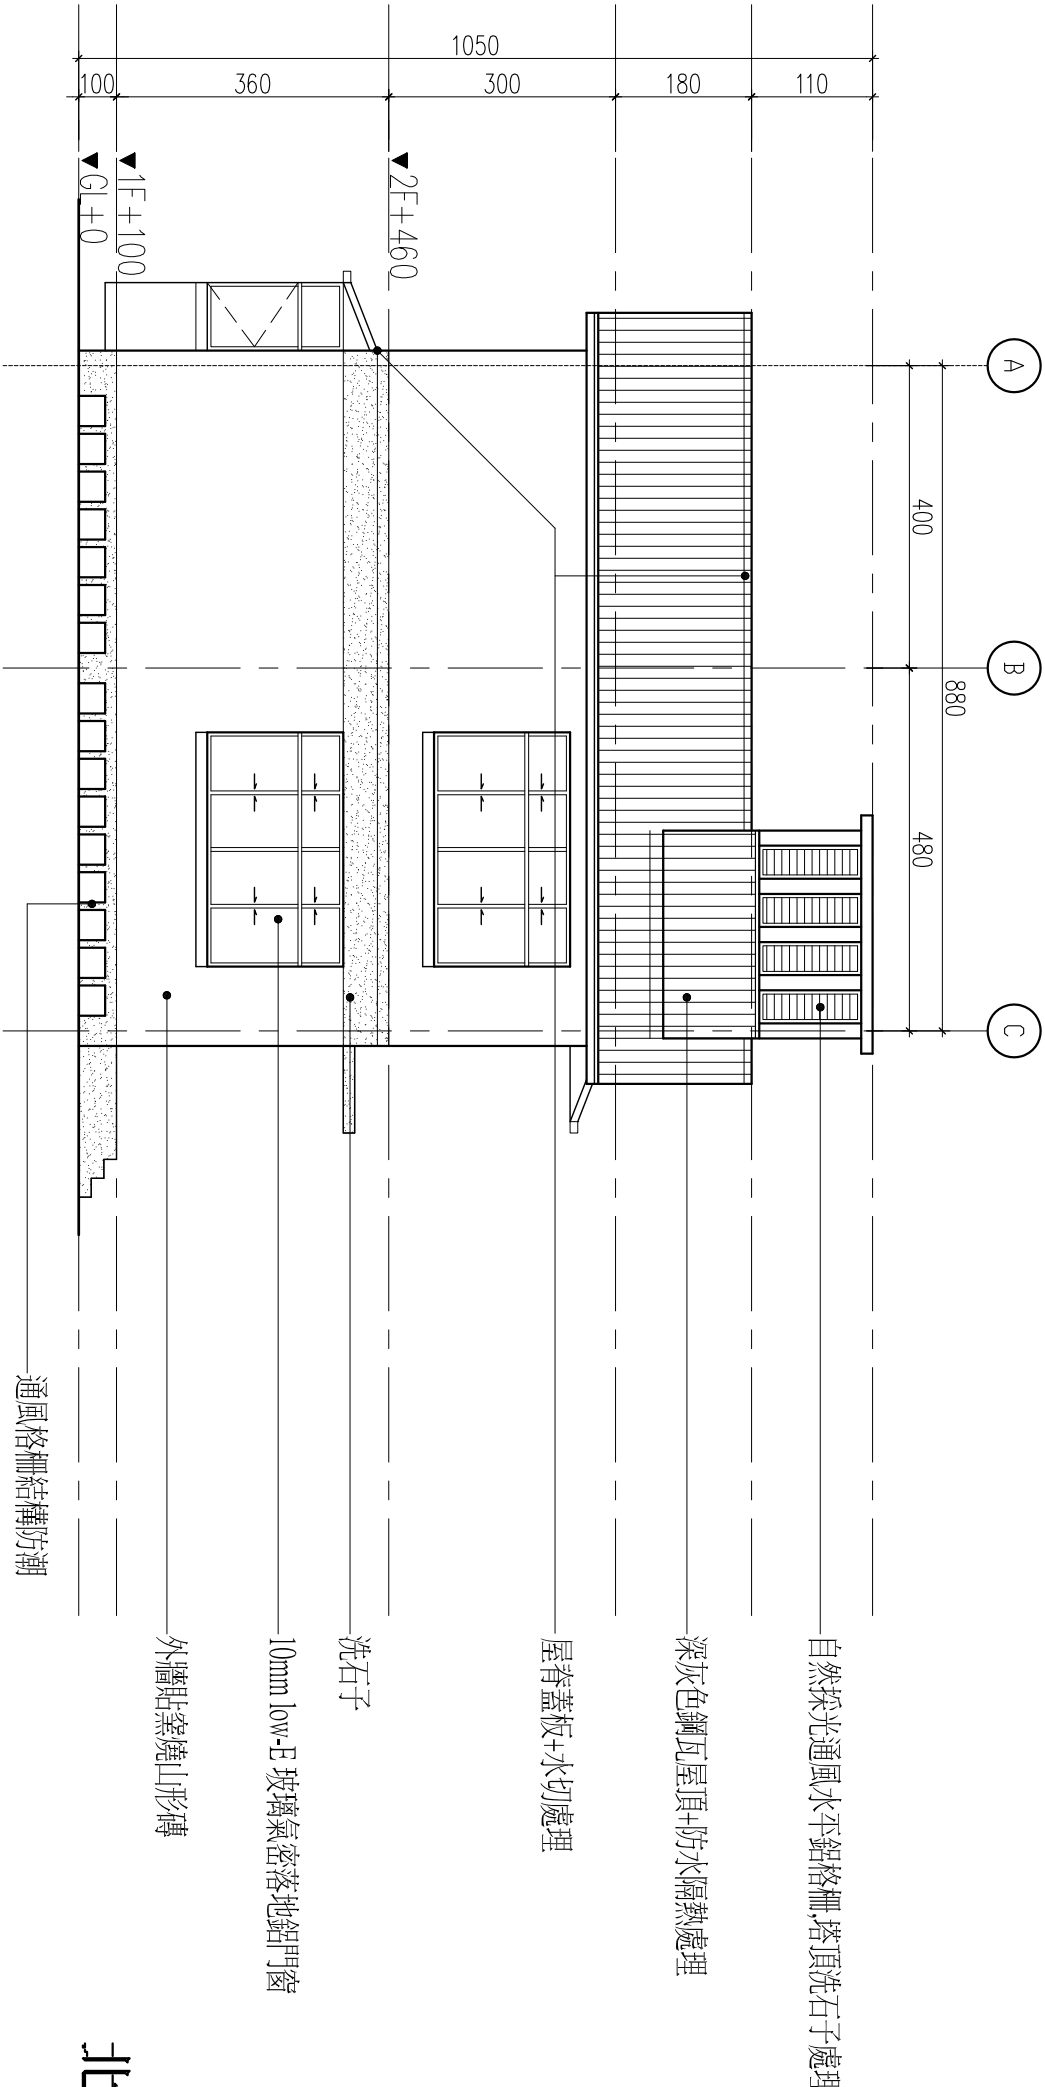 A
B
C
880
400
480
1050
110
180
300
360
100
2F+460
1F+100
GL+0
自然採光通風水平鋁格柵,塔頂洗石子處理
深灰色鋼瓦屋頂+防水隔熱處理
屋脊蓋板+水切處理
洗石子
10mm low-E 玻璃氣密落地鋁門窗
外牆貼窯燒山形磚
通風格柵結構防潮
北